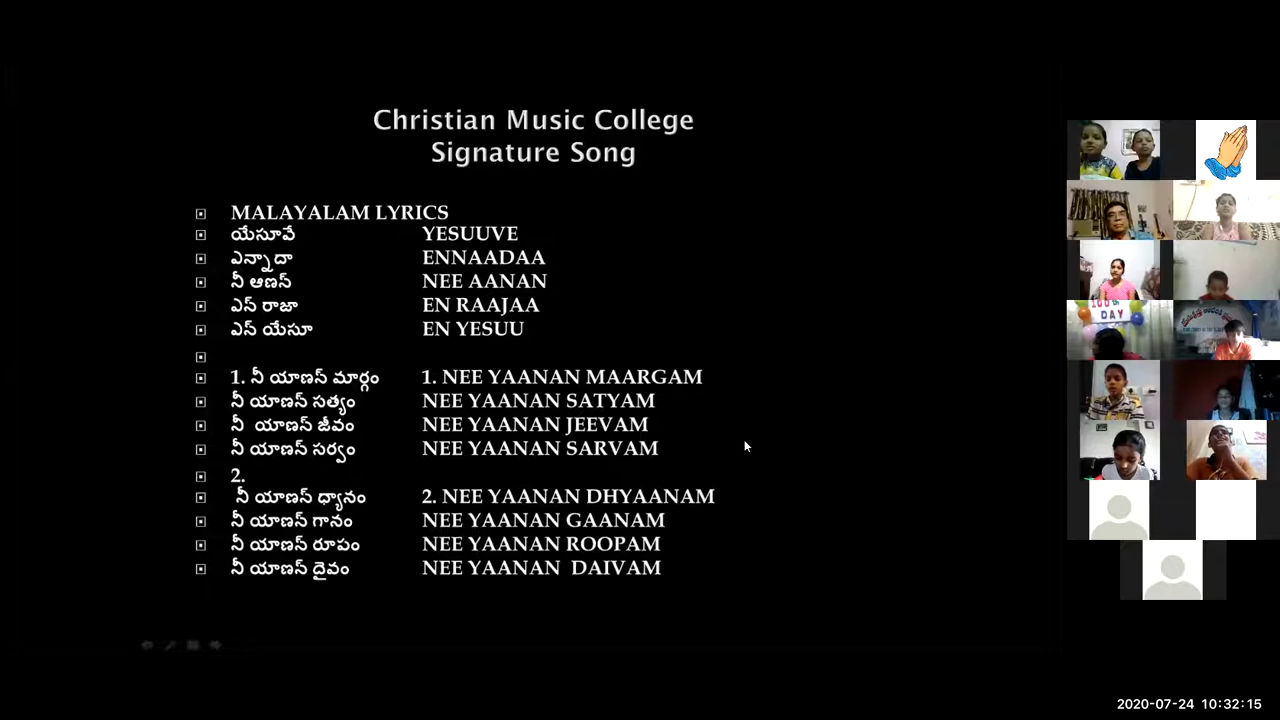 Christian Music College
Signature Song
MALAYALAM LYRICS
యేసూవే YESUUVE
ఎన్నాదా ENNAADAA
నీ ఆణన్ NEE AANAN
ఎన్ రాజా EN RAAJAA
ఎన్ యేసూ EN YESUU
1. నీ యాణన్ మార్గం 1. NEE YAANAN MAARGAM
నీ యాణన్ సత్యం NEE YAANAN SATYAM
నీ యాణన్ జీవం NEE YAANAN JEEVAM
నీ యాణన్ సర్వం NEE YAANAN SARVAM
2.
నీ యాణన్ ధ్యానం 2. NEE YAANAN DHYAANAM
నీ యాణన్ గానం NEE YAANAN GAANAM
నీ యాణన్ రూపం NEE YAANAN ROOPAM
నీ యాణన్ దైవం NEE YAANAN DAIVAM
100th
DAY
2020-07-24 10:32:15